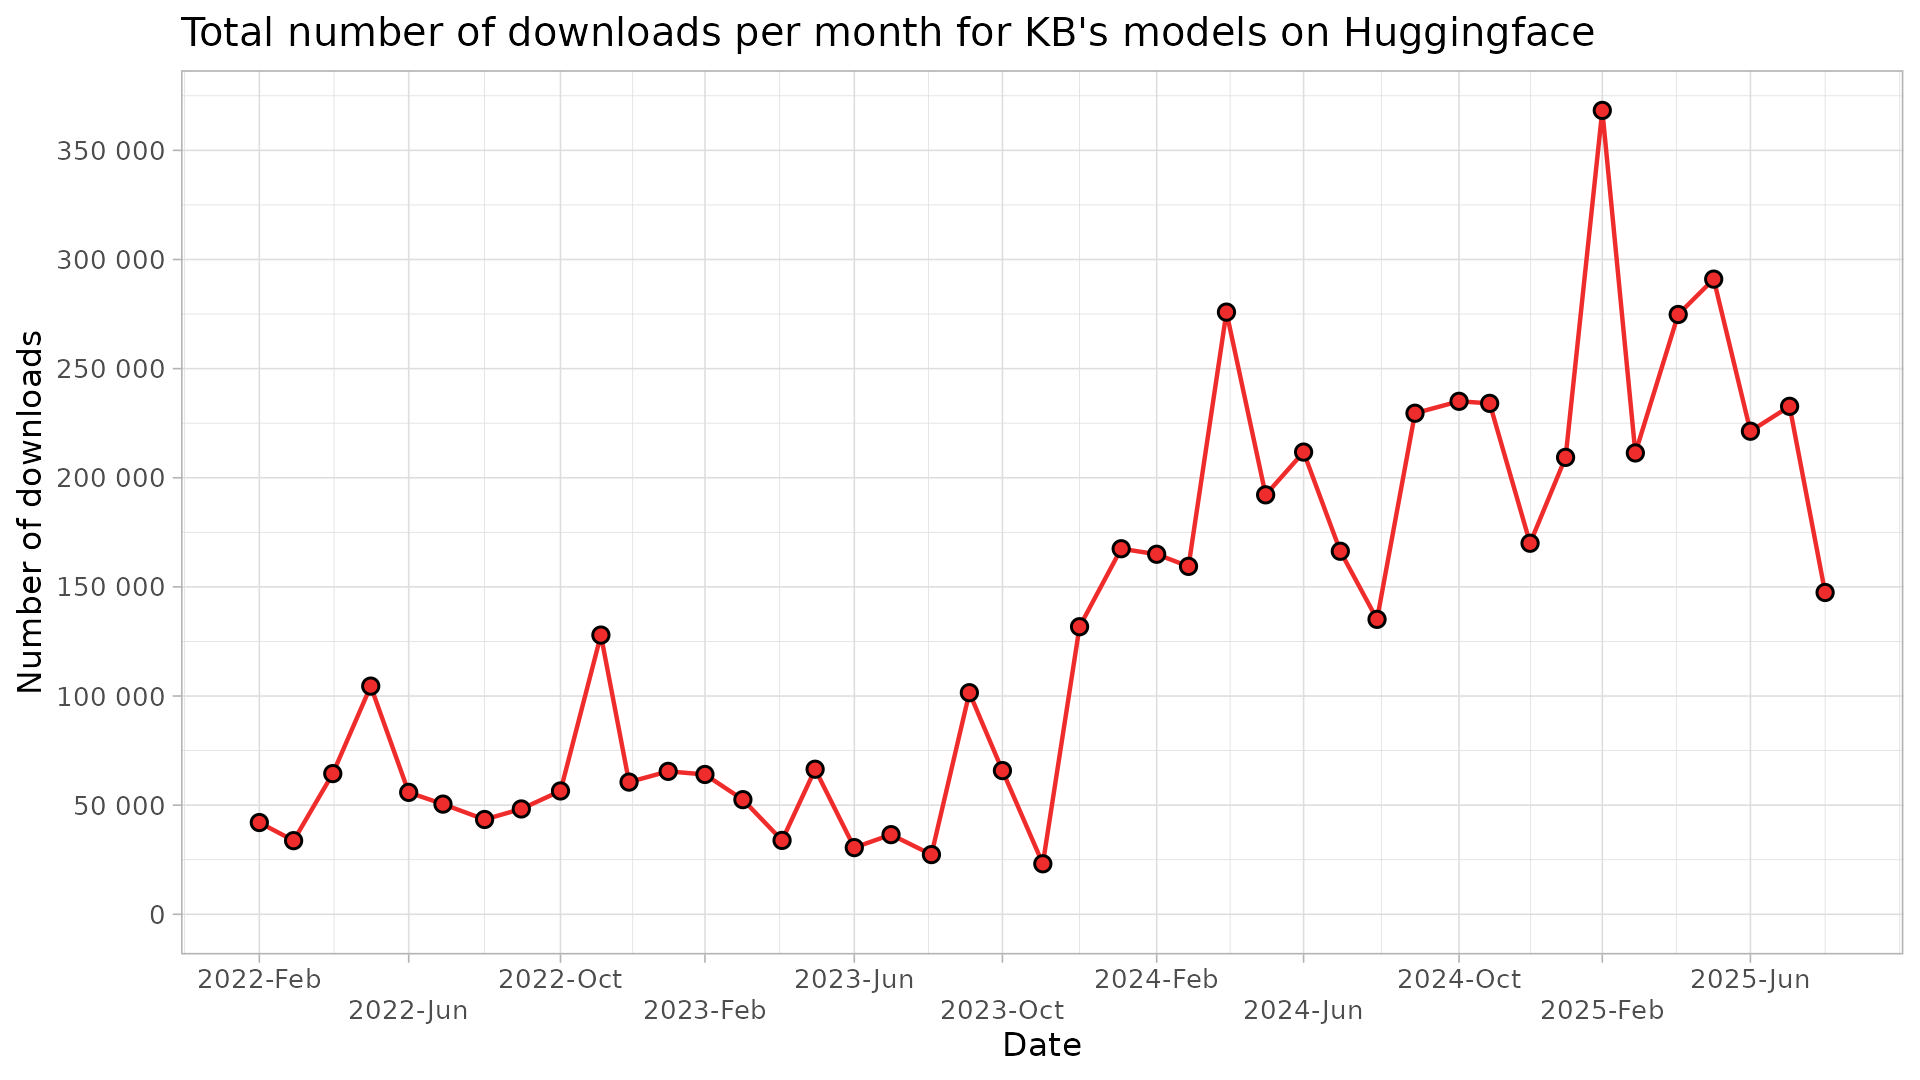 Total number of downloads per month for KB's models on Huggingface
Number of downloads
350 000
300 000
250 000
200 000
150 000
100 000
50 000
0
2022-Feb
2022-Jun
2022-Oct
2023-Feb
2023-Jun
2023-Oct
2024-Feb
2024-Jun
2024-Oct
2025-Feb
2025-Jun
Date